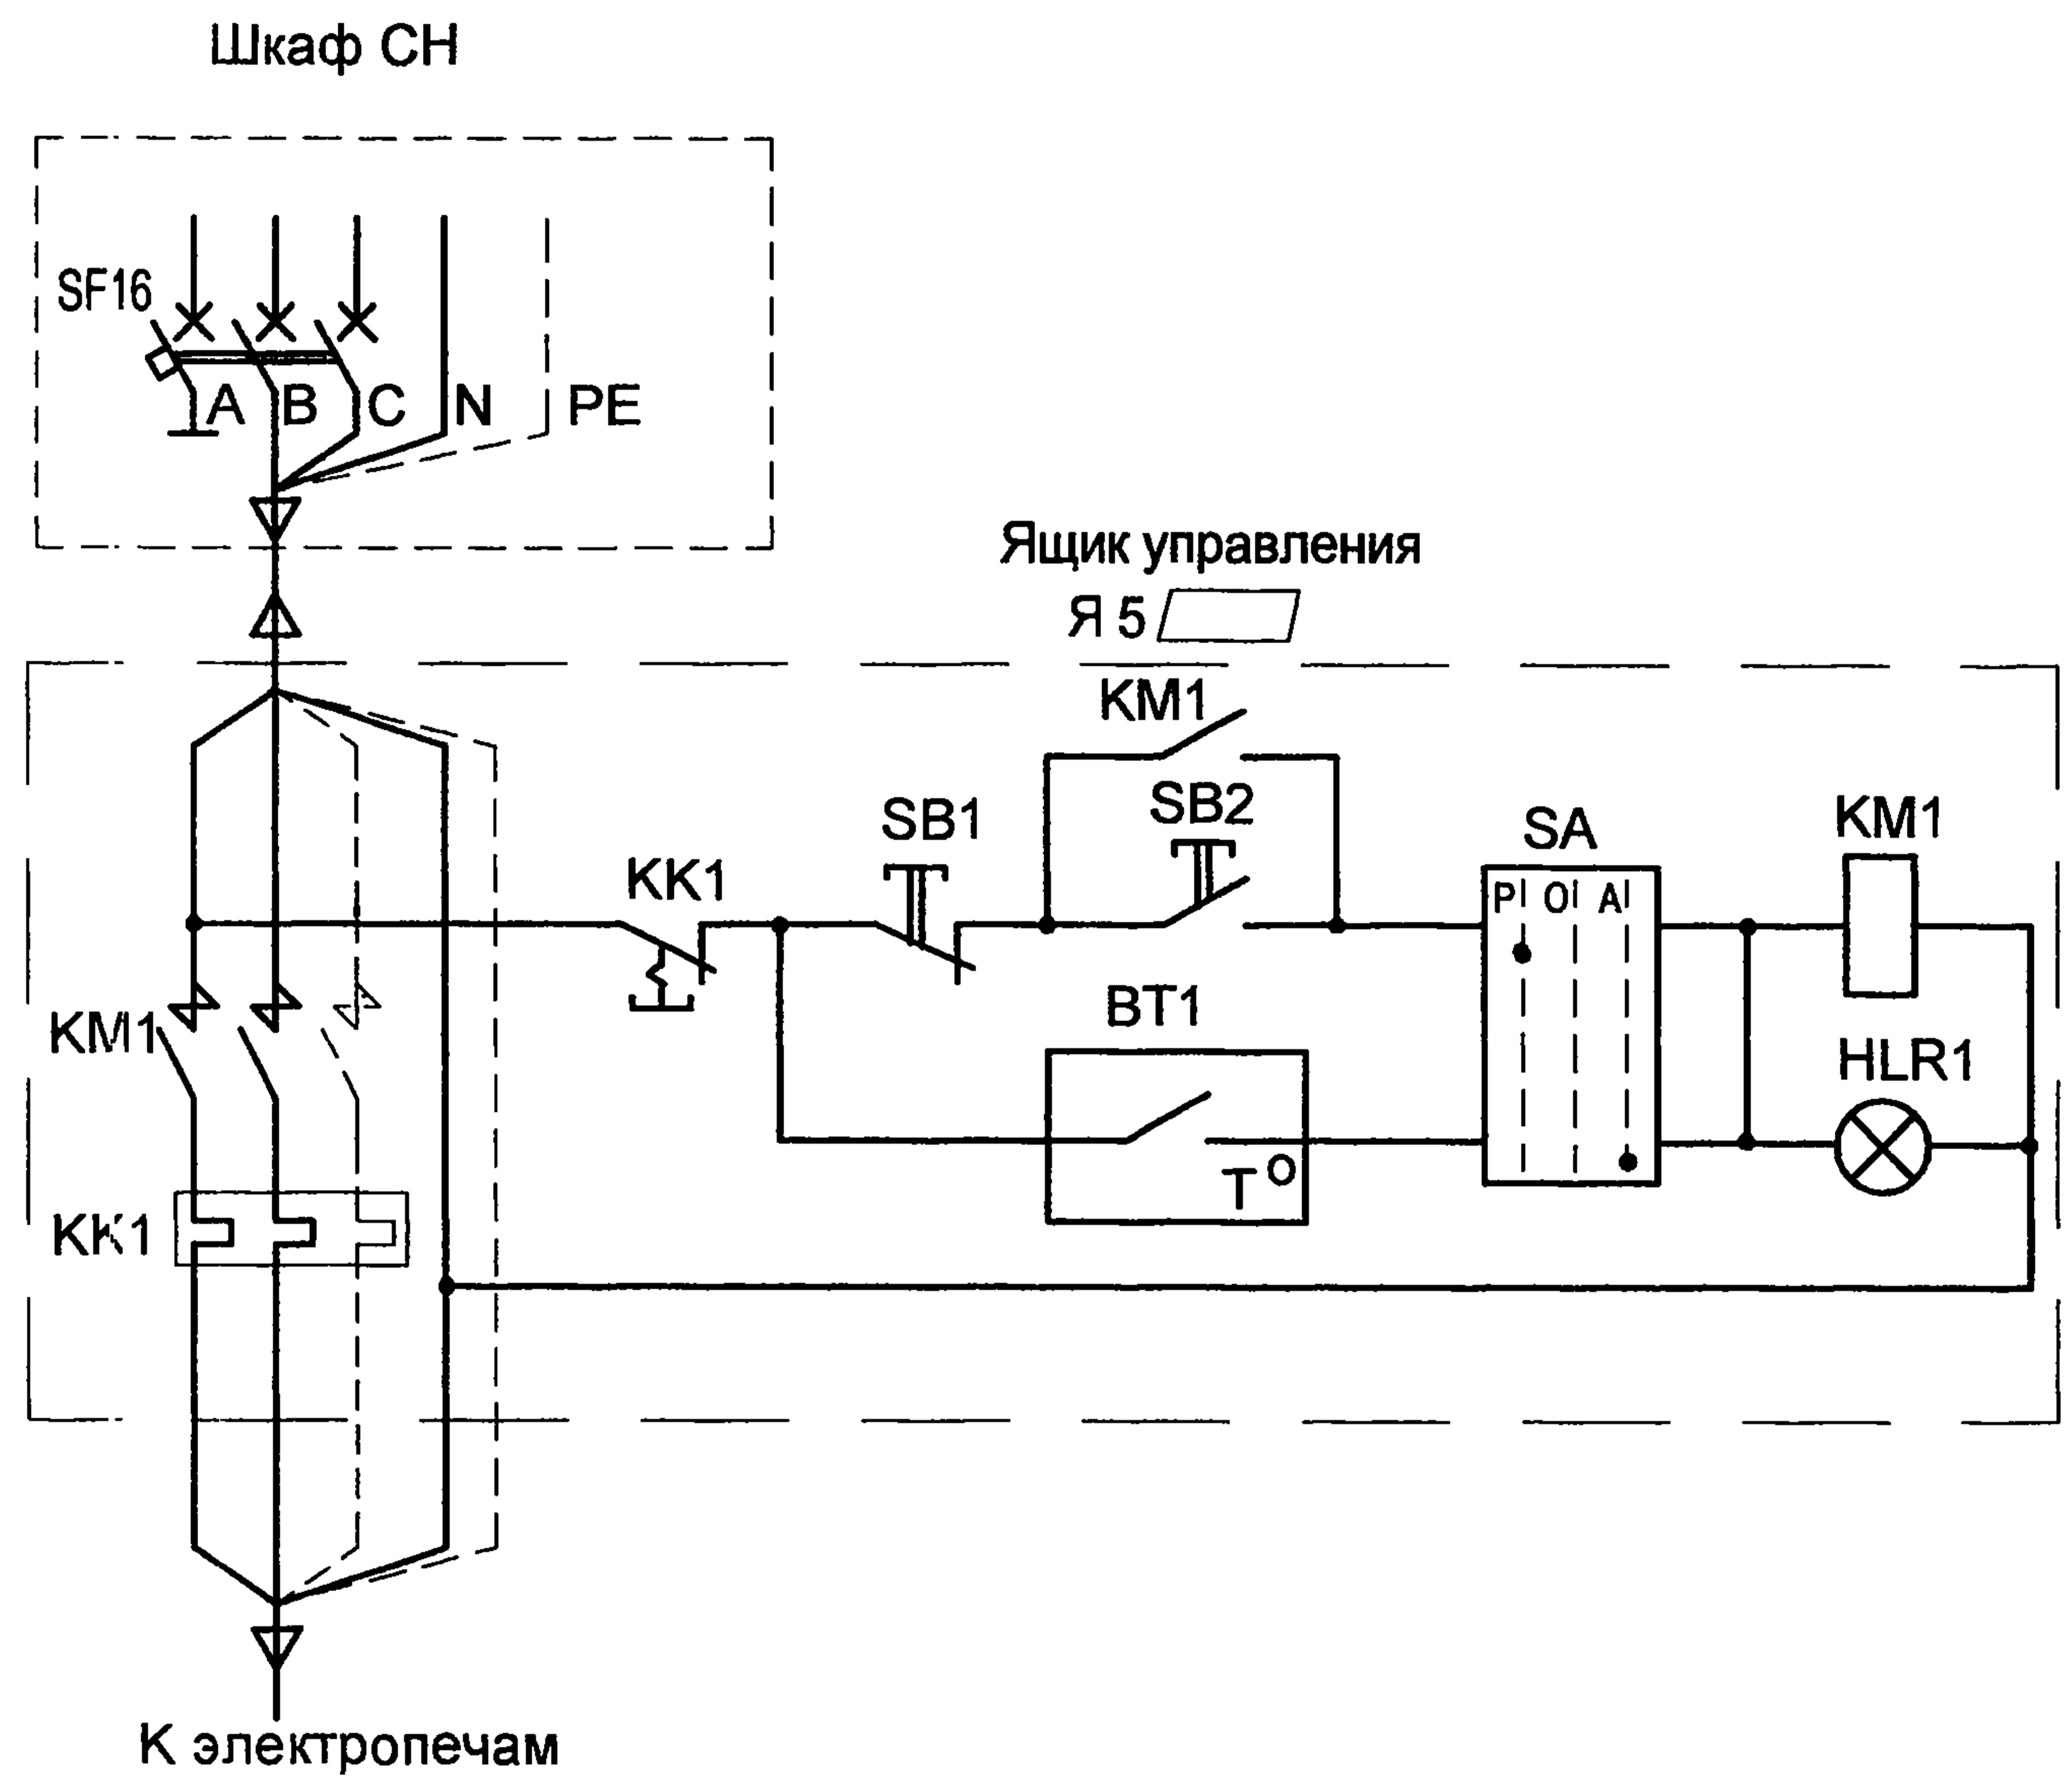 Шкаф СН
SF16
A B C N PE
Ящик управления
Я 5
KM1
SB1
SB2
SA
KM1
KK1
P O A
BT1
KM1
HLR1
T°
KK1
К электропечам